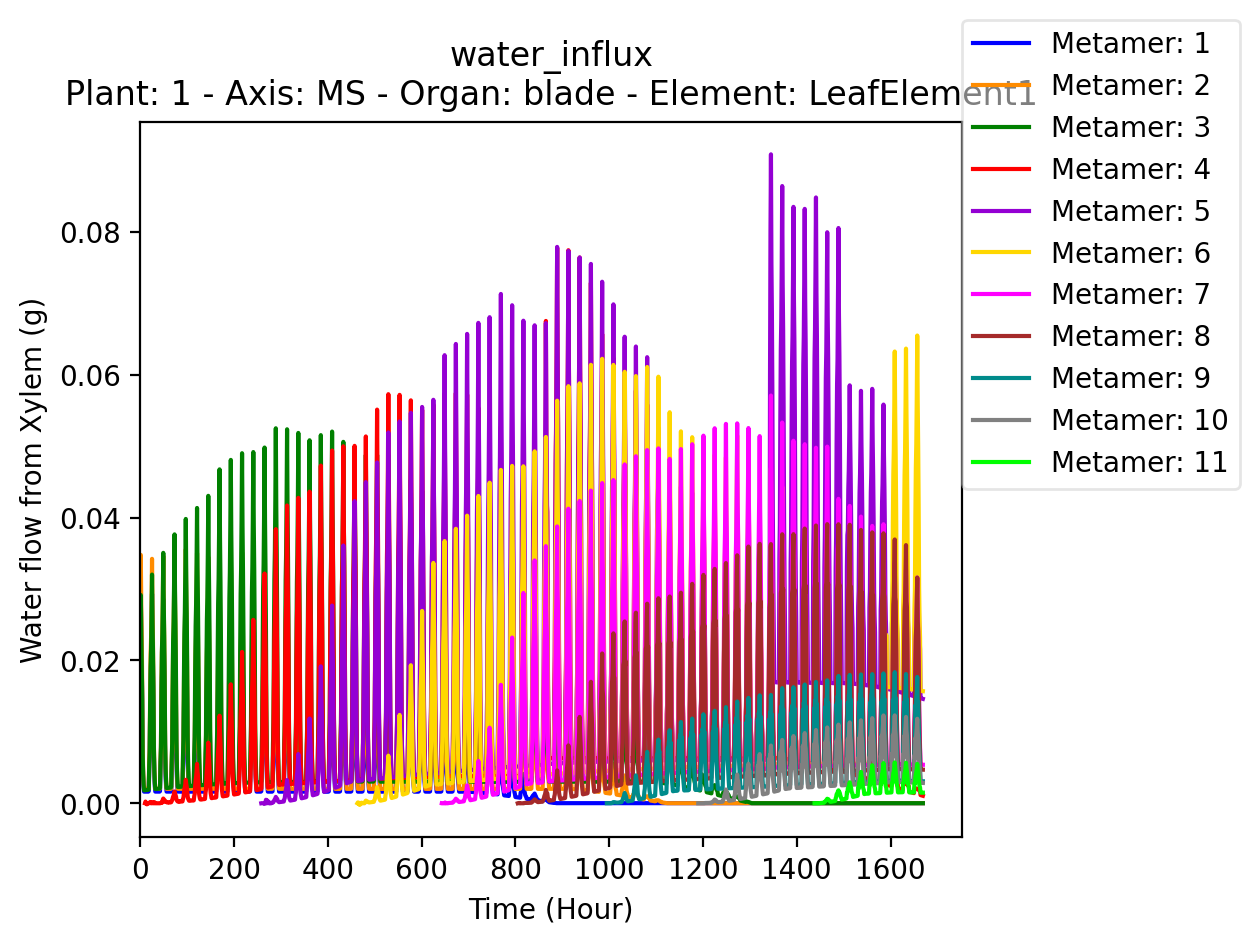 water_influx
Plant: 1 - Axis: MS - Organ: blade - Element: LeafElement1
Metamer: 1
Metamer: 2
Metamer: 3
Metamer: 4
Metamer: 5
Metamer: 6
Metamer: 7
Metamer: 8
Metamer: 9
Metamer: 10
Metamer: 11
Water flow from Xylem (g)
0.08
0.06
0.04
0.02
0.00
0 200 400 600 800 1000 1200 1400 1600
Time (Hour)